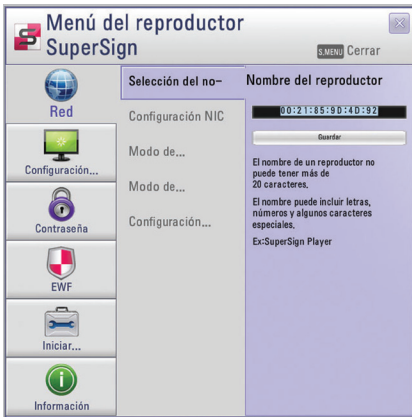 Menú del reproductor
SuperSign
S.MENU Cerrar
Red
Configuración...
Contraseña
EWF
Iniciar...
Información
Selección del no-
Configuración NIC
Modo de...
Modo de...
Configuración...
Nombre del reproductor
00:21:85:9D:4D:92
Guardar
El nombre de un reproductor no
puede tener más de
20 caracteres.
El nombre puede incluir letras,
números y algunos caracteres
especiales.
Ex:SuperSign Player